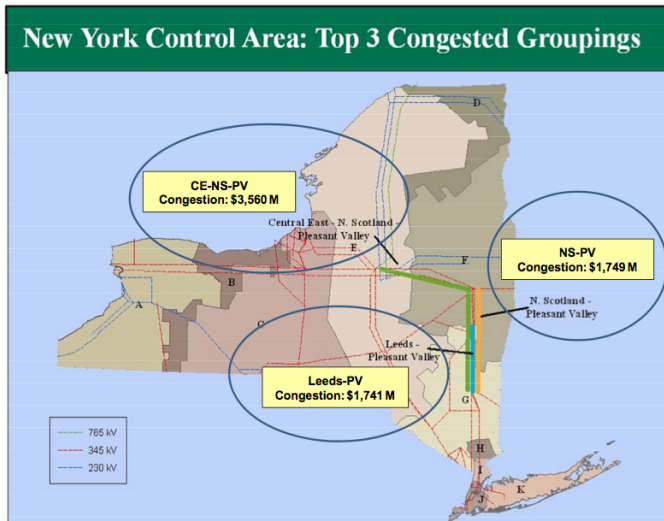 New York Control Area: Top 3 Congested Groupings
D
CE-NS-PV
Congestion: $3,560 M
Central East - N. Scotland -
Pleasant Valley
E
NS-PV
Congestion: $1,749 M
F
B
A
C
N. Scotland -
Pleasant Valley
Leeds -
Pleasant Valley
Leeds-PV
Congestion: $1,741 M
G
765 kV
345 kV
230 kV
H
I
K
J